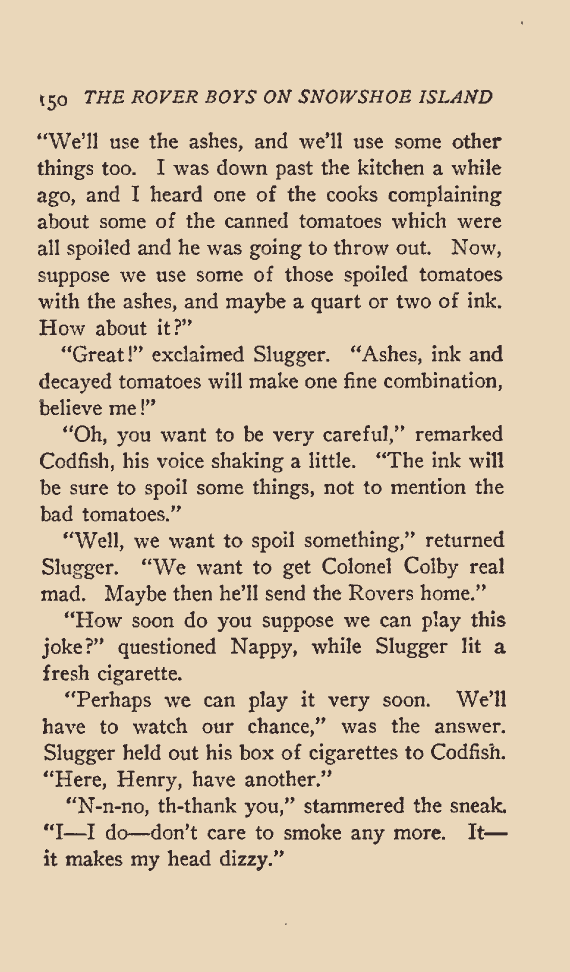 150 THE ROVER BOYS ON SNOWSHOE ISLAND
“We’ll use the ashes, and we’ll use some other
things too. I was down past the kitchen a while
ago, and I heard one of the cooks complaining
about some of the canned tomatoes which were
all spoiled and he was going to throw out. Now,
suppose we use some of those spoiled tomatoes
with the ashes, and maybe a quart or two of ink.
How about it?”
“Great!” exclaimed Slugger. “Ashes, ink and
decayed tomatoes will make one fine combination,
believe me!”
“Oh, you want to be very careful,” remarked
Codfish, his voice shaking a little. “The ink will
be sure to spoil some things, not to mention the
bad tomatoes.”
“Well, we want to spoil something,” returned
Slugger. “We want to get Colonel Colby real
mad. Maybe then he’ll send the Rovers home.”
“How soon do you suppose we can play this
joke?” questioned Nappy, while Slugger lit a
fresh cigarette.
“Perhaps we can play it very soon. We’ll
have to watch our chance,” was the answer.
Slugger held out his box of cigarettes to Codfish.
“Here, Henry, have another.”
“N-n-no, th-thank you,” stammered the sneak.
“I—I do—don’t care to smoke any more. It—
it makes my head dizzy.”